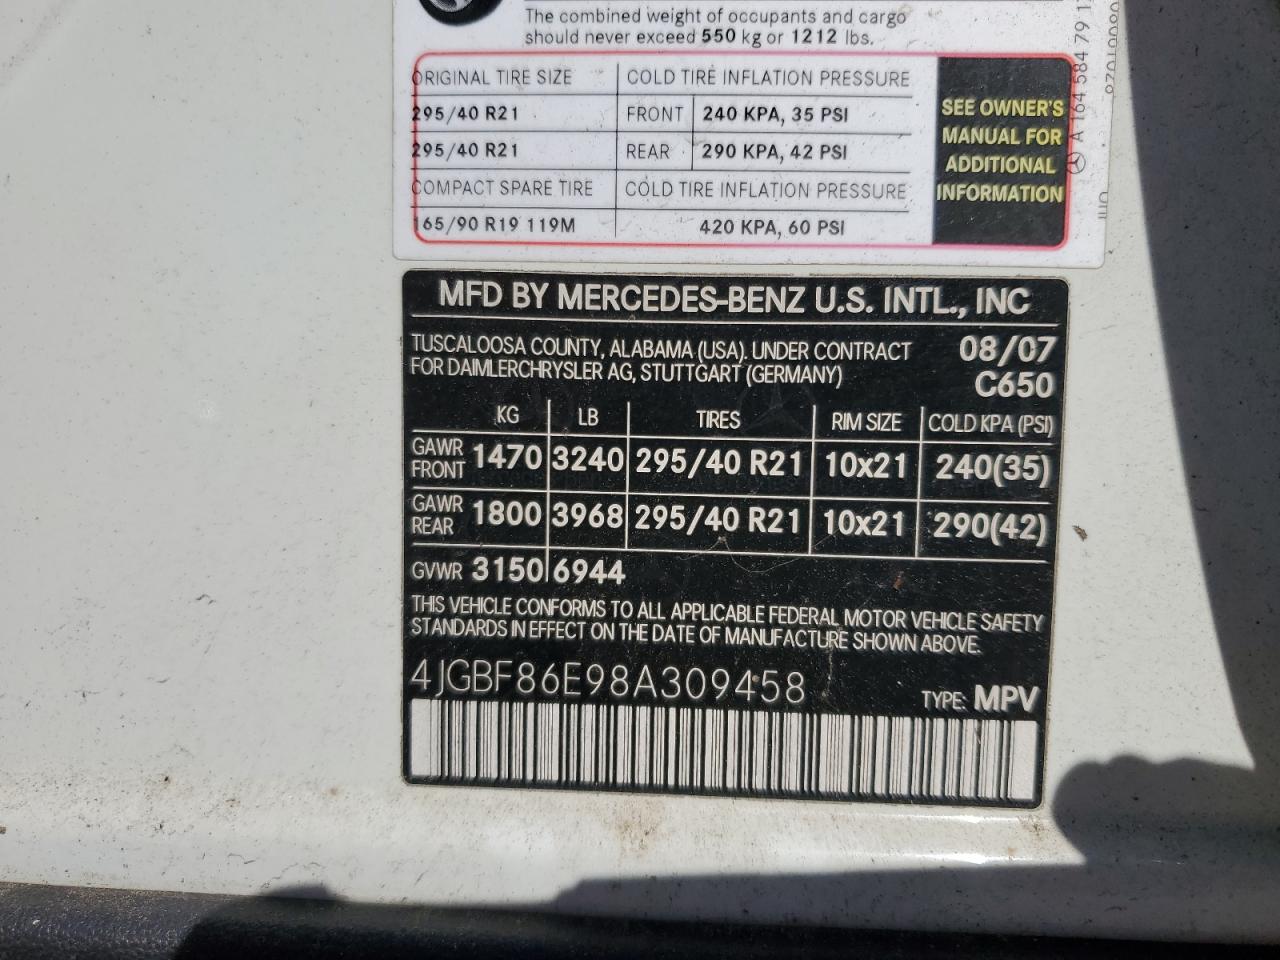 The combined weight of occupants and cargo
should never exceed 550 kg or 1212 lbs.
ORIGINAL TIRE SIZE COLD TIRE INFLATION PRESSURE
295/40 R21 FRONT 240 KPA, 35 PSI
295/40 R21 REAR 290 KPA, 42 PSI
COMPACT SPARE TIRE COLD TIRE INFLATION PRESSURE
165/90 R19 119M 420 KPA, 60 PSI
SEE OWNER'S
MANUAL FOR
ADDITIONAL
INFORMATION
A 164 584 79 1
MFD BY MERCEDES-BENZ U.S. INTL., INC
TUSCALOOSA COUNTY, ALABAMA (USA). UNDER CONTRACT 08/07
FOR DAIMLERCHRYSLER AG, STUTTGART (GERMANY) C650
KG LB TIRES RIM SIZE COLD KPA (PSI)
GAWR FRONT 1470 3240 295/40 R21 10x21 240(35)
GAWR REAR 1800 3968 295/40 R21 10x21 290(42)
GVWR 3150 6944
THIS VEHICLE CONFORMS TO ALL APPLICABLE FEDERAL MOTOR VEHICLE SAFETY
STANDARDS IN EFFECT ON THE DATE OF MANUFACTURE SHOWN ABOVE.
4JGBF86E98A309458 TYPE: MPV